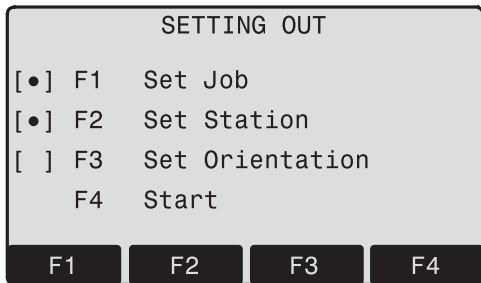 SETTING OUT
[•] F1 Set Job
[•] F2 Set Station
[ ] F3 Set Orientation
F4 Start
F1 F2 F3 F4